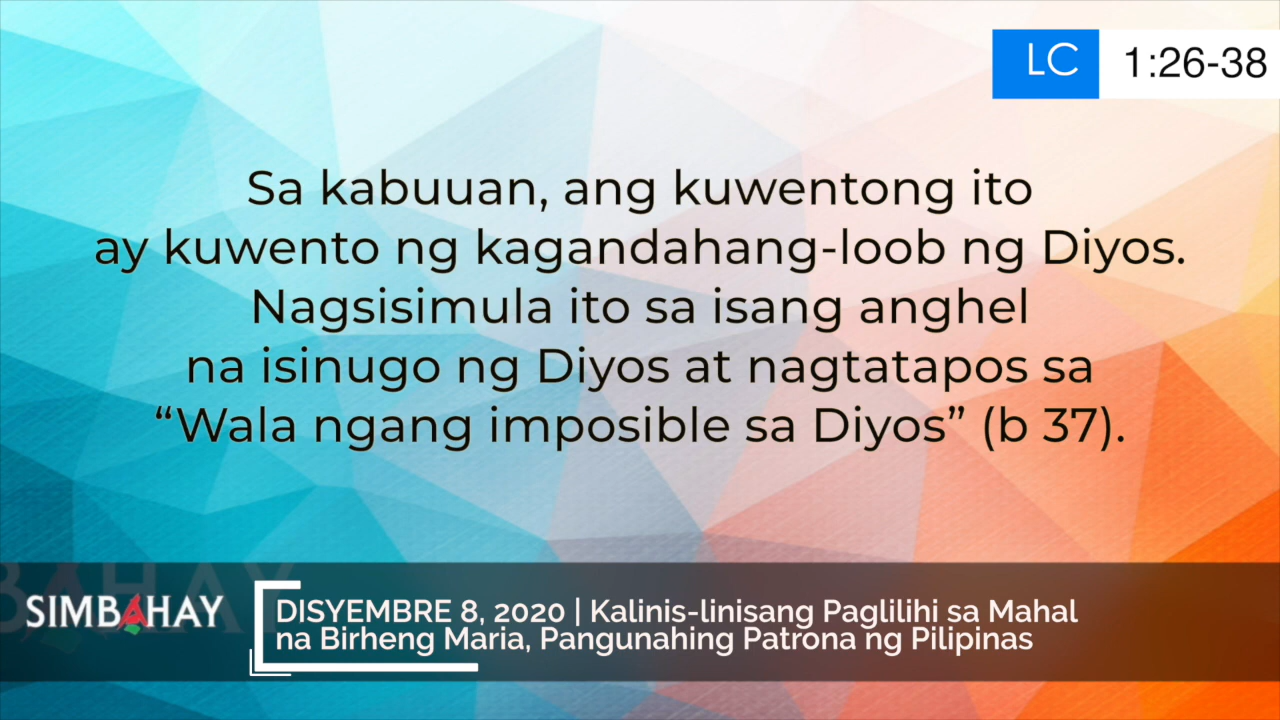 LC 1:26-38
Sa kabuuan, ang kuwentong ito
ay kuwento ng kagandahang-loob ng Diyos.
Nagsisimula ito sa isang anghel
na isinugo ng Diyos at nagtatapos sa
“Wala ngang imposible sa Diyos” (b 37).
SIMBAHAY
DISYEMBRE 8, 2020 | Kalinis-linisang Paglilihi sa Mahal
na Birheng Maria, Pangunahing Patrona ng Pilipinas